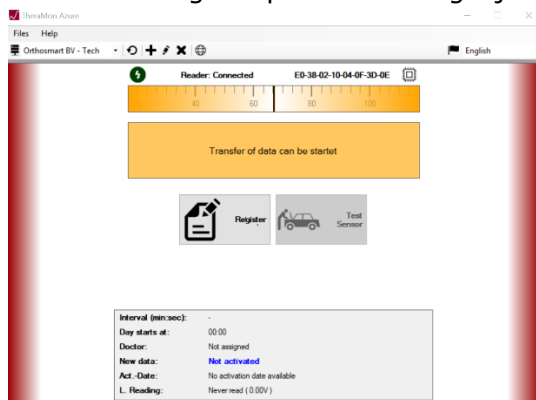 TheraMon Azure
Files Help
Orthosmart BV - Tech English
Reader: Connected E0-38-02-10-04-0F-3D-0E
40 60 80 100
Transfer of data can be startet
Register Test
Sensor
Interval (min:sec): -
Day starts at: 00:00
Doctor: Not assigned
New data: Not activated
Act.-Date: No activation date available
L. Reading: Never read ( 0.00V )